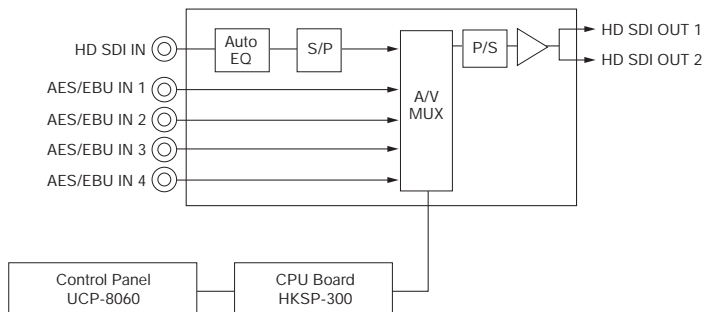 HD SDI IN
Auto
EQ
S/P
P/S
HD SDI OUT 1
HD SDI OUT 2
AES/EBU IN 1
A/V
MUX
AES/EBU IN 2
AES/EBU IN 3
AES/EBU IN 4
Control Panel
UCP-8060
CPU Board
HKSP-300